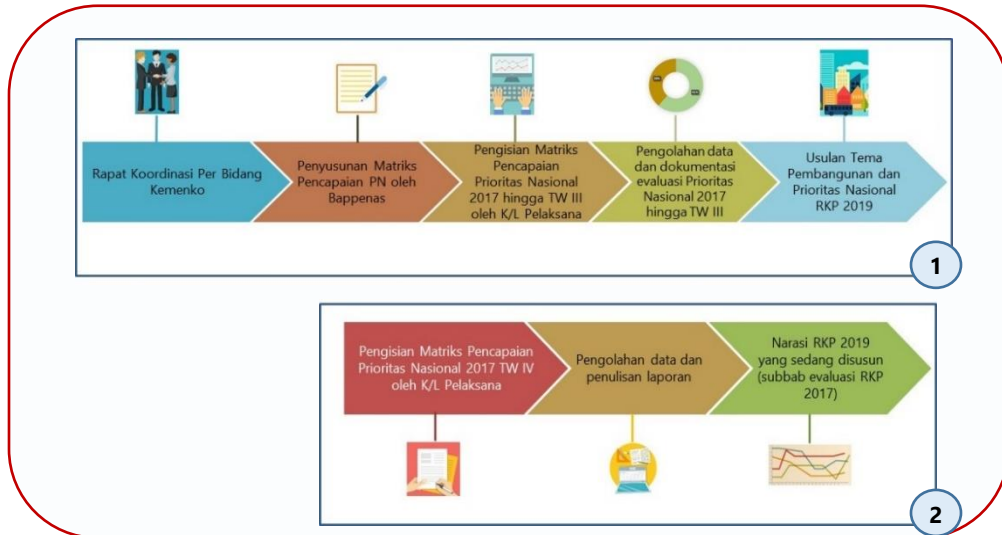 Rapat Koordinasi Per Bidang
Kemenko
Penyusunan Matriks
Pencapaian PN oleh
Bappenas
Pengisian Matriks
Pencapaian
Prioritas Nasional
2017 hingga TW III
oleh K/L Pelaksana
Pengolahan data
dan dokumentasi
evaluasi Prioritas
Nasional 2017
hingga TW III
Usulan Tema
Pembangunan dan
Prioritas Nasional
RKP 2019
1
Pengisian Matriks Pencapaian
Prioritas Nasional 2017 TW IV
oleh K/L Pelaksana
Pengolahan data dan
penulisan laporan
Narasi RKP 2019
yang sedang disusun
(subbab evaluasi RKP
2017)
2